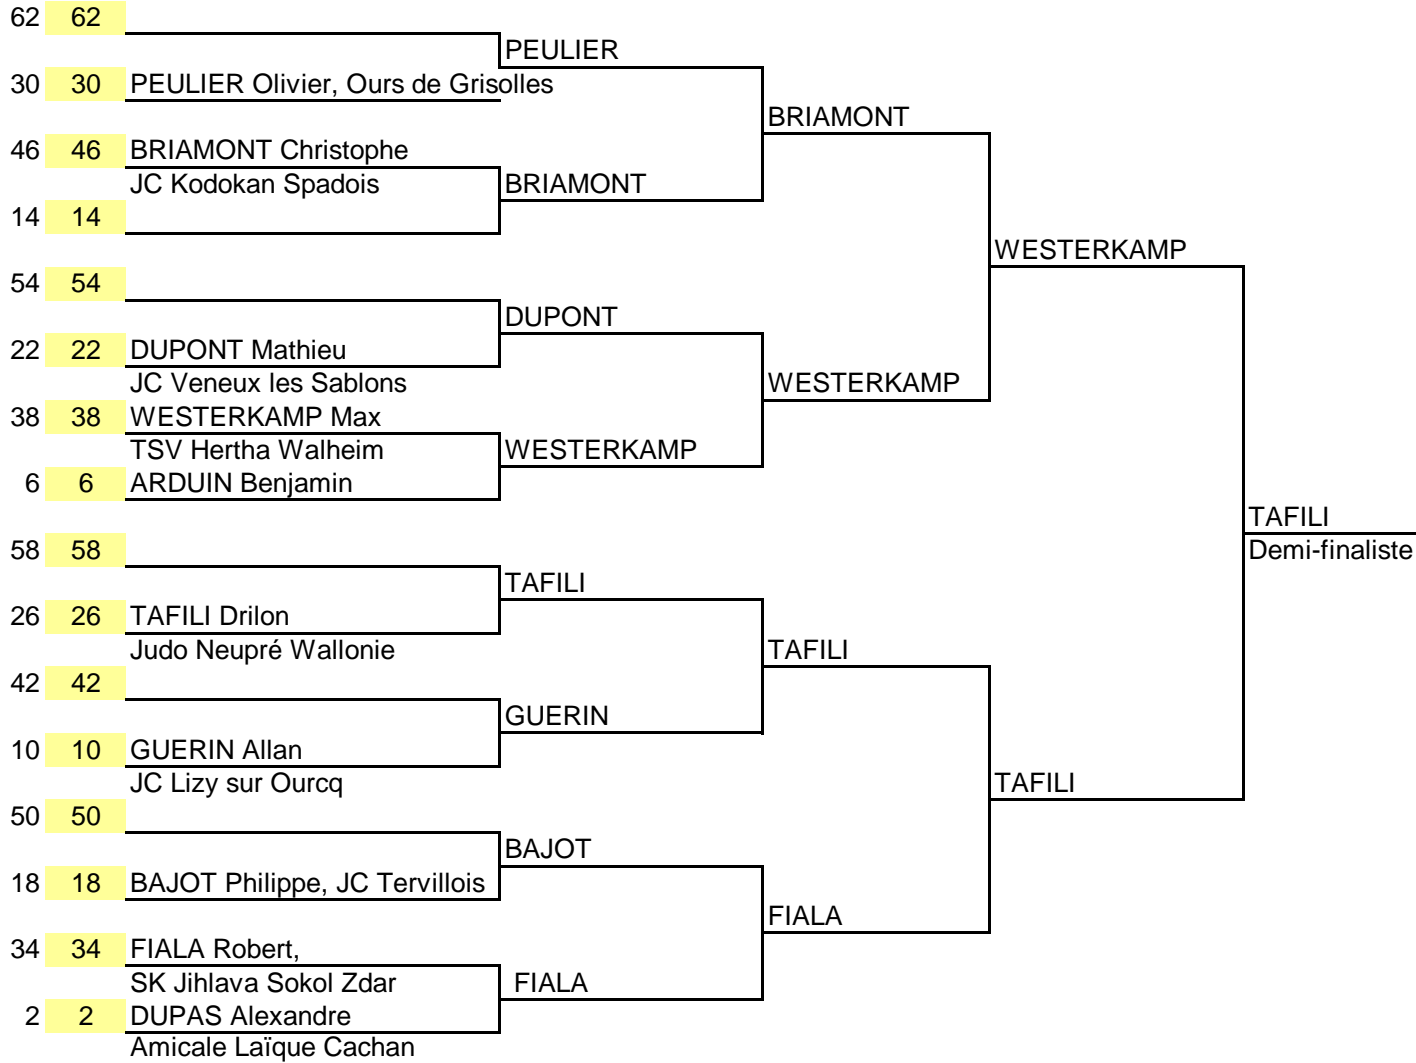 62 62
PEULIER
30 30 PEULIER Olivier, Ours de Grisolles
BRIAMONT
46 46 BRIAMONT Christophe
JC Kodokan Spadois BRIAMONT
14 14
WESTERKAMP
54 54
DUPONT
22 22 DUPONT Mathieu
JC Veneux les Sablons WESTERKAMP
38 38 WESTERKAMP Max
TSV Hertha Walheim WESTERKAMP
6 6 ARDUIN Benjamin
TAFILI
58 58 Demi-finaliste
TAFILI
26 26 TAFILI Drilon
Judo Neupré Wallonie TAFILI
42 42
GUERIN
10 10 GUERIN Allan
JC Lizy sur Ourcq TAFILI
50 50
BAJOT
18 18 BAJOT Philippe, JC Tervillois
FIALA
34 34 FIALA Robert,
SK Jihlava Sokol Zdar FIALA
2 2 DUPAS Alexandre
Amicale Laïque Cachan